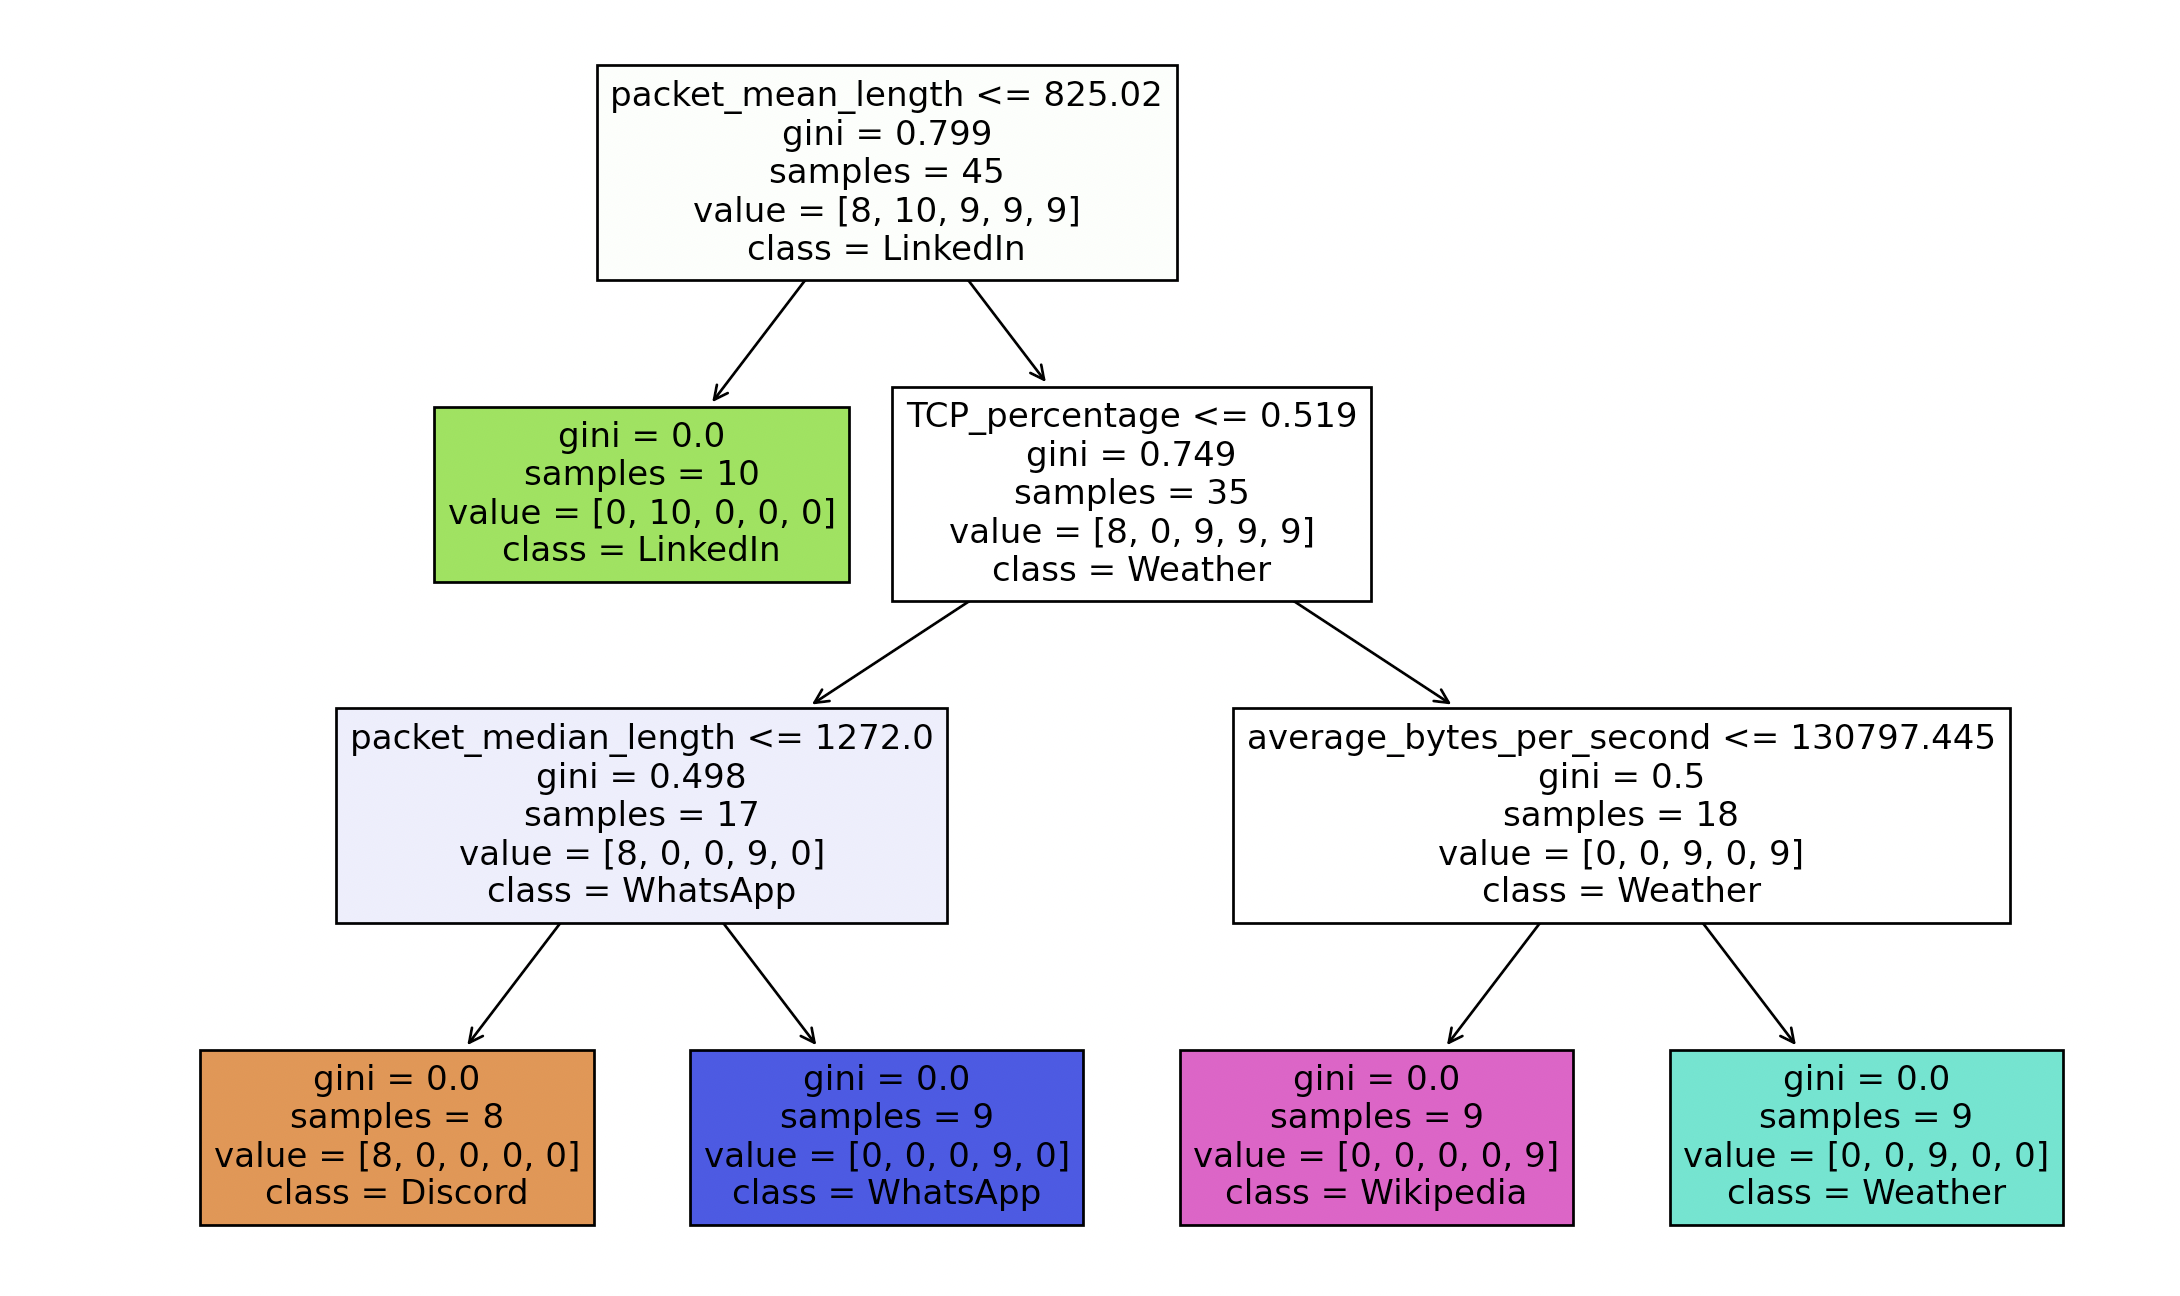 packet_mean_length <= 825.02
gini = 0.799
samples = 45
value = [8, 10, 9, 9, 9]
class = LinkedIn
gini = 0.0
samples = 10
value = [0, 10, 0, 0, 0]
class = LinkedIn
TCP_percentage <= 0.519
gini = 0.749
samples = 35
value = [8, 0, 9, 9, 9]
class = Weather
packet_median_length <= 1272.0
gini = 0.498
samples = 17
value = [8, 0, 0, 9, 0]
class = WhatsApp
average_bytes_per_second <= 130797.445
gini = 0.5
samples = 18
value = [0, 0, 9, 0, 9]
class = Weather
gini = 0.0
samples = 8
value = [8, 0, 0, 0, 0]
class = Discord
gini = 0.0
samples = 9
value = [0, 0, 0, 9, 0]
class = WhatsApp
gini = 0.0
samples = 9
value = [0, 0, 0, 0, 9]
class = Wikipedia
gini = 0.0
samples = 9
value = [0, 0, 9, 0, 0]
class = Weather